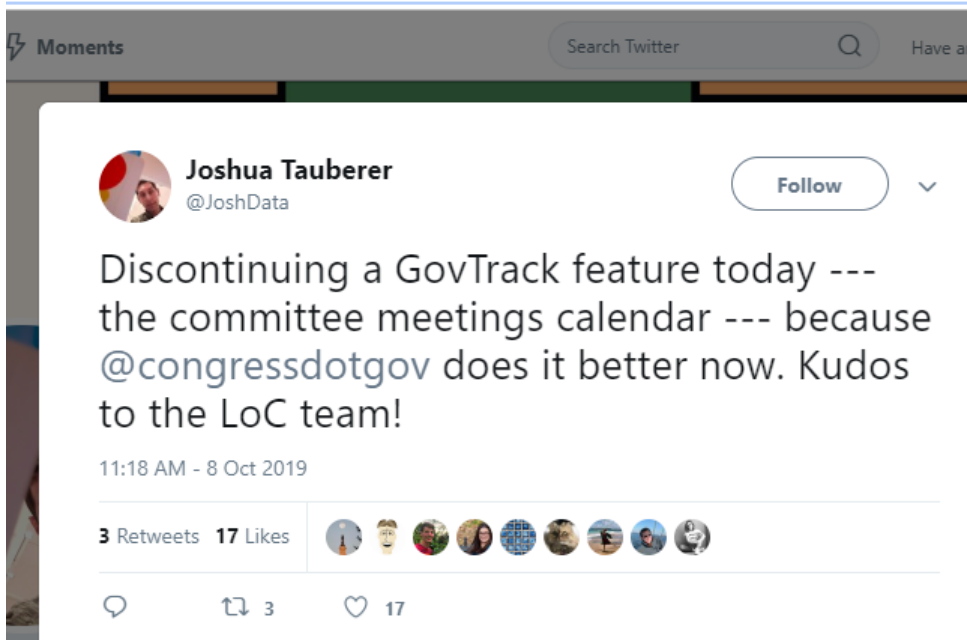 Moments
Search Twitter
Have a
Joshua Tauberer
@JoshData
Follow
Discontinuing a GovTrack feature today ---
the committee meetings calendar --- because
@congressdotgov does it better now. Kudos
to the LoC team!
11:18 AM - 8 Oct 2019
3 Retweets 17 Likes
3 17